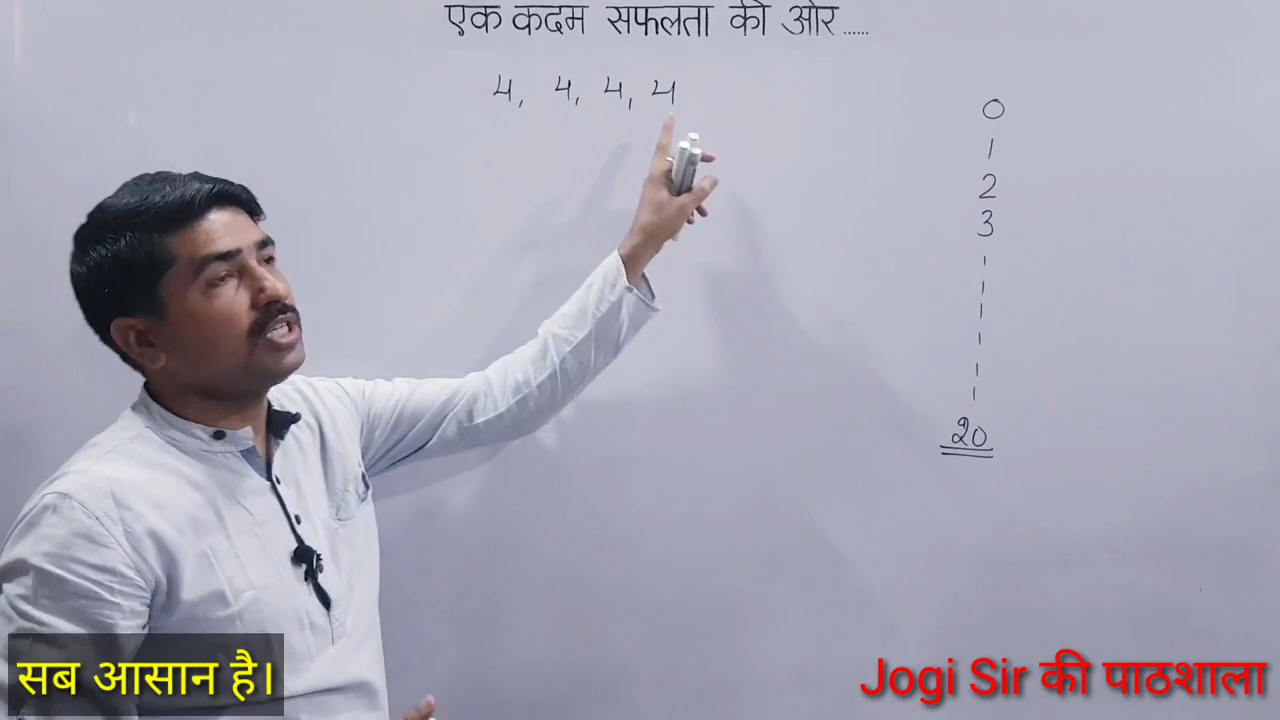 एक कदम सफलता की ओर ......
4, 4, 4, 4
0
1
2
3
20
सब आसान है।
Jogi Sir की पाठशाला